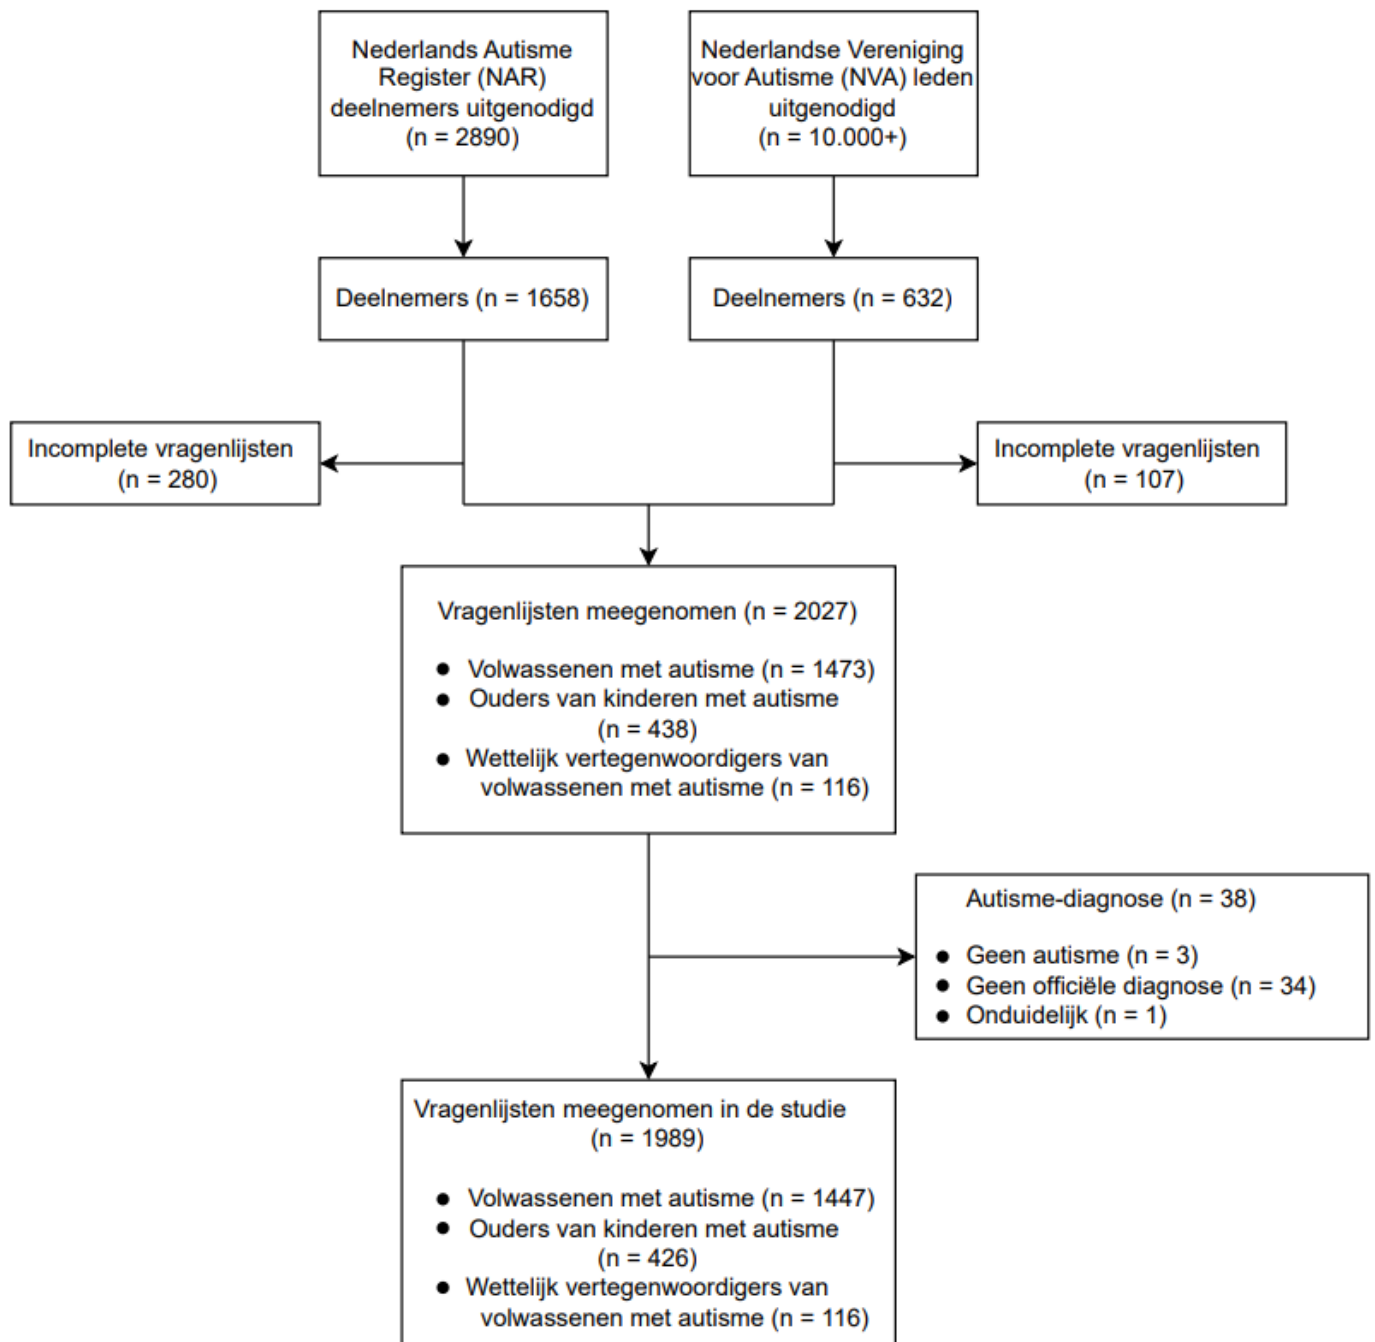 Nederlands Autisme
Register (NAR)
deelnemers uitgenodigd
(n = 2890)
Nederlandse Vereniging
voor Autisme (NVA) leden
uitgenodigd
(n = 10.000+)
Deelnemers (n = 1658)
Deelnemers (n = 632)
Incomplete vragenlijsten
(n = 280)
Incomplete vragenlijsten
(n = 107)
Vragenlijsten meegenomen (n = 2027)
● Volwassenen met autisme (n = 1473)
● Ouders van kinderen met autisme
(n = 438)
● Wettelijk vertegenwoordigers van
volwassenen met autisme (n = 116)
Autisme-diagnose (n = 38)
● Geen autisme (n = 3)
● Geen officiële diagnose (n = 34)
● Onduidelijk (n = 1)
Vragenlijsten meegenomen in de studie
(n = 1989)
● Volwassenen met autisme (n = 1447)
● Ouders van kinderen met autisme
(n = 426)
● Wettelijk vertegenwoordigers van
volwassenen met autisme (n = 116)